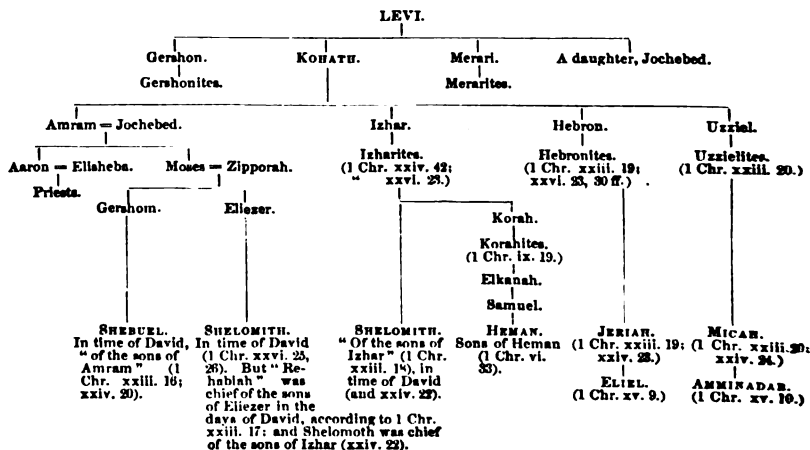 LEVI.
Gershon. KOHATH. Merari. A daughter, Jochebed.
Gershonites. Merarites.
Amram = Jochebed. Izhar. Hebron. Uzziel.
Aaron = Elisheba. Moses = Zipporah. Izharites. Hebronites. Uzzielites.
(1 Chr. xxiv. 42; (1 Chr. xxiii. 19; (1 Chr. xxiii. 20.)
" xxvi. 23.) xxvi. 23, 30 ff.)
Priests.
Gershom. Eliezer.
Korah.
Korahites.
(1 Chr. ix. 19.)
Elkanah.
Samuel.
SHEBUEL.
In time of David,
"of the sons of
Amram" (1
Chr. xxiii. 16;
xxiv. 20).
SHELOMITH.
In time of David
(1 Chr. xxvi. 25,
26). But "Re-
habiah" was
chief of the sons
of Eliezer in the
days of David, according to 1 Chr.
xxiii. 17; and Shelomoth was chief
of the sons of Izhar (xxiv. 22).
SHELOMITH.
"Of the sons of
Izhar" (1 Chr.
xxiii. 18), in
time of David
(and xxiv. 22).
HEMAN.
Sons of Heman
(1 Chr. vi.
33).
JERIAH.
(1 Chr. xxiii. 19;
xxiv. 23.)
ELIEL.
(1 Chr. xv. 9.)
MICAH.
(1 Chr. xxiii. 20;
xxiv. 24.)
AMMINADAB.
(1 Chr. xv. 10.)